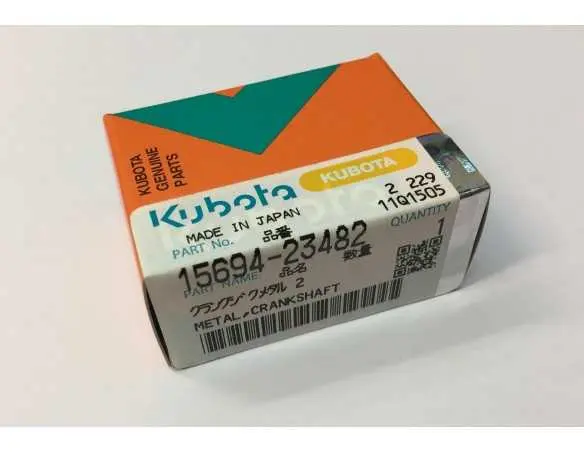 KUBOTA
GENUINE
PARTS
Kubota
KUBOTA
MADE IN JAPAN
2 229
11Q1505
PART No. 品番
QUANTITY
15694-23482
数量
1
PART NAME 品名
クランクジクメタル 2
METAL,CRANKSHAFT